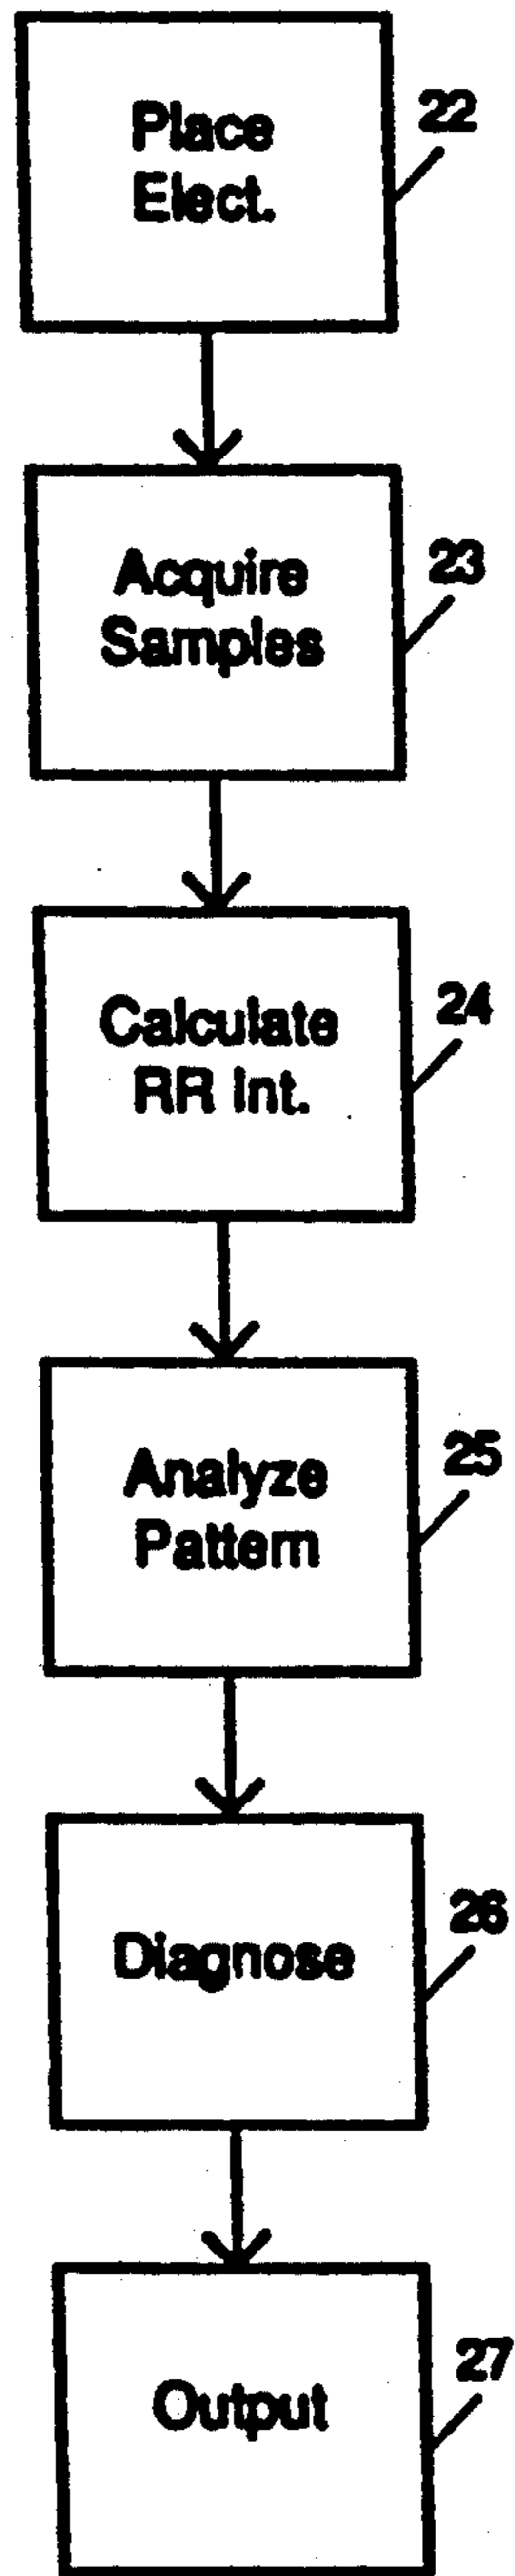 Place
Elect.
22
Acquire
Samples
23
Calculate
RR Int.
24
Analyze
Pattern
25
Diagnose
26
Output
27